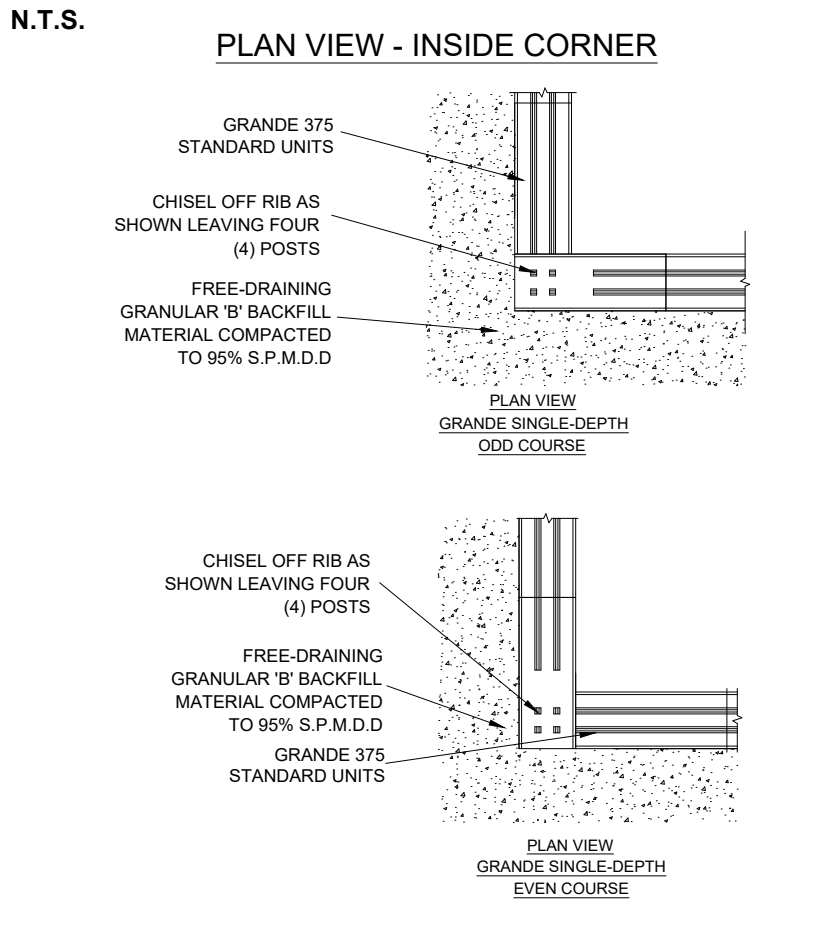 N.T.S.
PLAN VIEW - INSIDE CORNER
GRANDE 375
STANDARD UNITS
CHISEL OFF RIB AS
SHOWN LEAVING FOUR
(4) POSTS
FREE-DRAINING
GRANULAR 'B' BACKFILL
MATERIAL COMPACTED
TO 95% S.P.M.D.D
PLAN VIEW
GRANDE SINGLE-DEPTH
ODD COURSE
CHISEL OFF RIB AS
SHOWN LEAVING FOUR
(4) POSTS
FREE-DRAINING
GRANULAR 'B' BACKFILL
MATERIAL COMPACTED
TO 95% S.P.M.D.D
GRANDE 375
STANDARD UNITS
PLAN VIEW
GRANDE SINGLE-DEPTH
EVEN COURSE